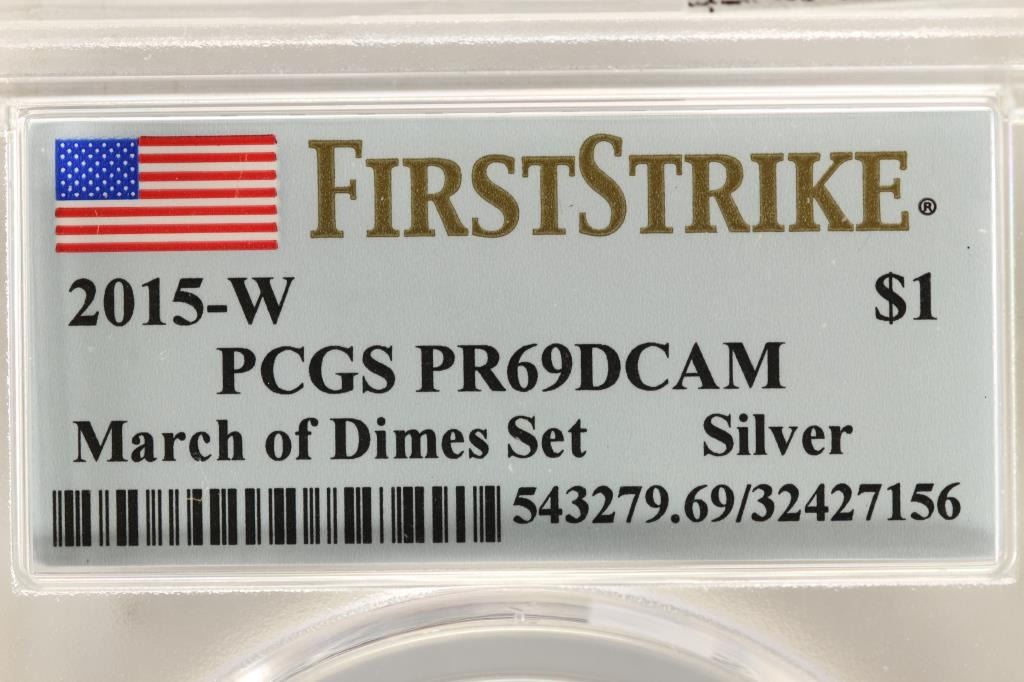 FIRSTSTRIKE®
2015-W $1
PCGS PR69DCAM
March of Dimes Set Silver
543279.69/32427156